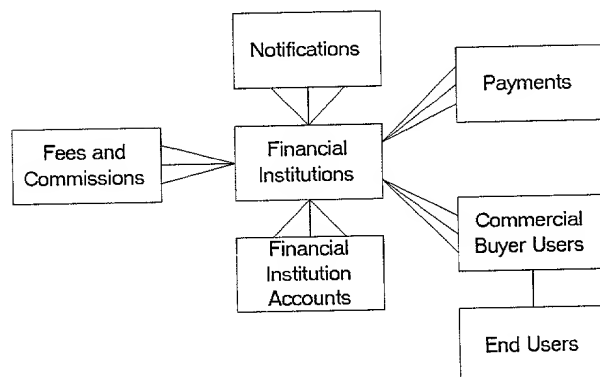 Notifications
Payments
Fees and
Commissions
Financial
Institutions
Commercial
Buyer Users
Financial
Institution
Accounts
End Users